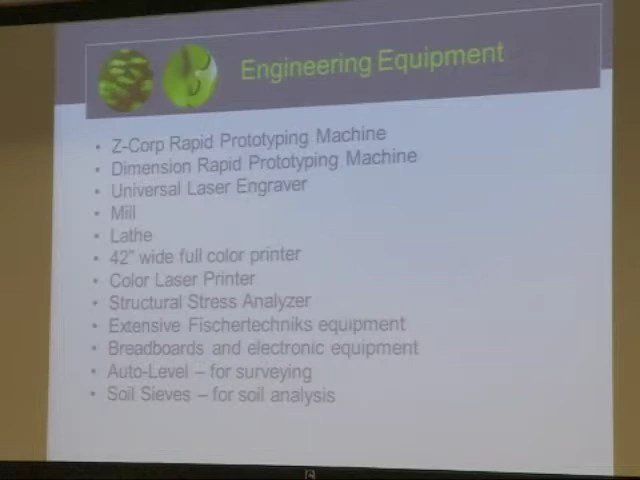 Engineering Equipment
• Z-Corp Rapid Prototyping Machine
• Dimension Rapid Prototyping Machine
• Universal Laser Engraver
• Mill
• Lathe
• 42" wide full color printer
• Color Laser Printer
• Structural Stress Analyzer
• Extensive Fischertechniks equipment
• Breadboards and electronic equipment
• Auto-Level – for surveying
• Soil Sieves – for soil analysis